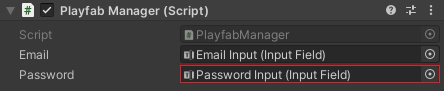 Playfab Manager (Script)
Script PlayfabManager
Email Email Input (Input Field)
Password Password Input (Input Field)